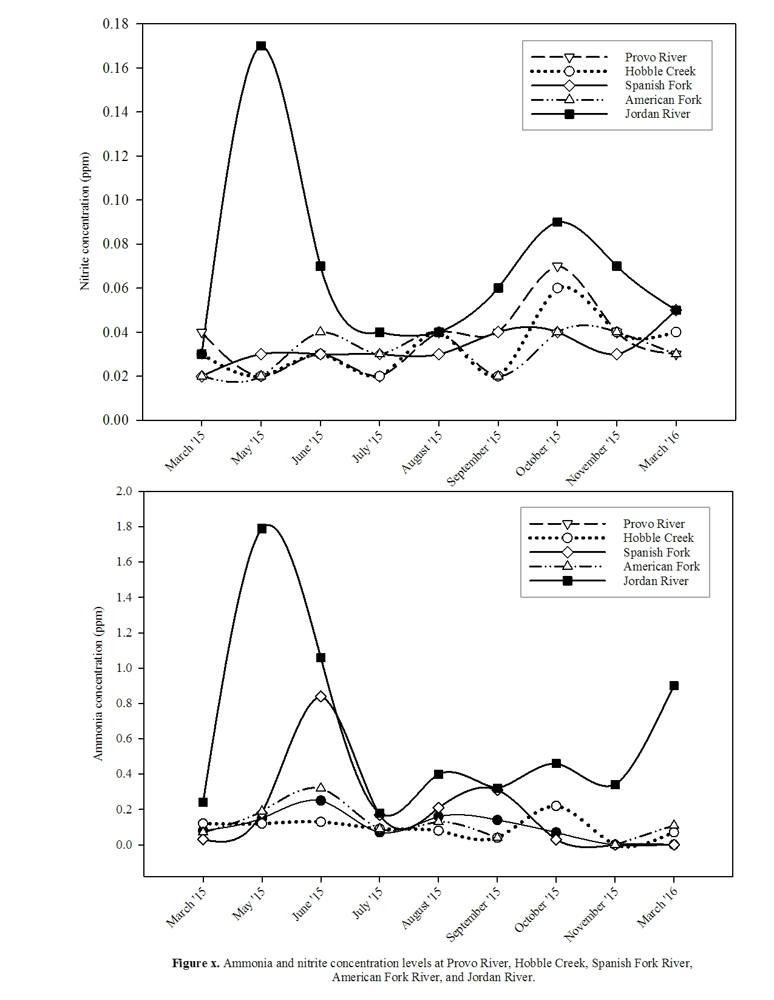 0.18
0.16
0.14
0.12
0.10
0.08
0.06
0.04
0.02
0.00
Nitrite concentration (ppm)
Provo River
Hobble Creek
Spanish Fork
American Fork
Jordan River
March '15
May '15
June '15
July '15
August '15
September '15
October '15
November '15
March '16
2.0
1.8
1.6
1.4
1.2
1.0
0.8
0.6
0.4
0.2
0.0
Ammonia concentration (ppm)
Provo River
Hobble Creek
Spanish Fork
American Fork
Jordan River
March '15
May '15
June '15
July '15
August '15
September '15
October '15
November '15
March '16
Figure x. Ammonia and nitrite concentration levels at Provo River, Hobble Creek, Spanish Fork River,
American Fork River, and Jordan River.